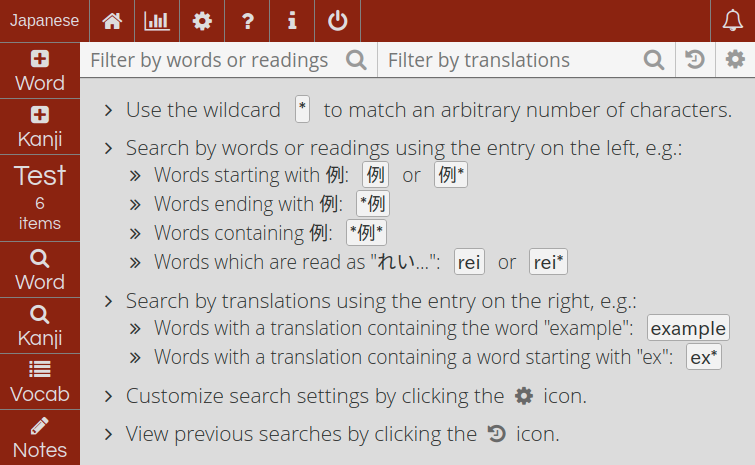 Japanese
Filter by words or readings
Filter by translations
Word
Kanji
Test
6
items
Word
Kanji
Vocab
Notes
Use the wildcard * to match an arbitrary number of characters.
Search by words or readings using the entry on the left, e.g.:
Words starting with 例: 例 or 例*
Words ending with 例: *例
Words containing 例: *例*
Words which are read as "れい...": rei or rei*
Search by translations using the entry on the right, e.g.:
Words with a translation containing the word "example": example
Words with a translation containing a word starting with "ex": ex*
Customize search settings by clicking the icon.
View previous searches by clicking the icon.